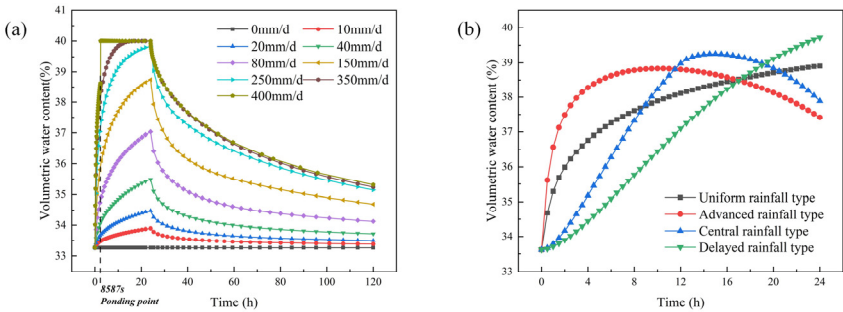 (a)
Volumetric water content(%)
41
40
39
38
37
36
35
34
33
0mm/d
10mm/d
20mm/d
40mm/d
80mm/d
150mm/d
250mm/d
350mm/d
400mm/d
0
20
40
60
80
100
120
8587s
Ponding point
Time (h)
(b)
Volumetric water content (%)
40
39
38
37
36
35
34
33
Uniform rainfall type
Advanced rainfall type
Central rainfall type
Delayed rainfall type
0
4
8
12
16
20
24
Time (h)